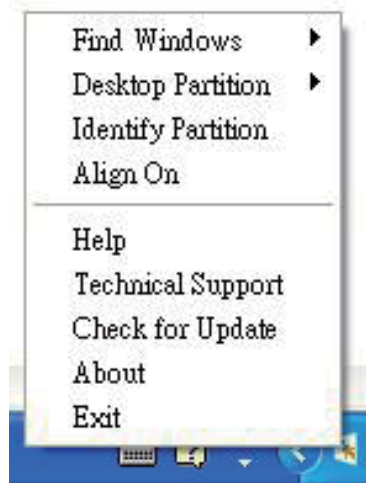 Find Windows
Desktop Partition
Identify Partition
Align On
Help
Technical Support
Check for Update
About
Exit